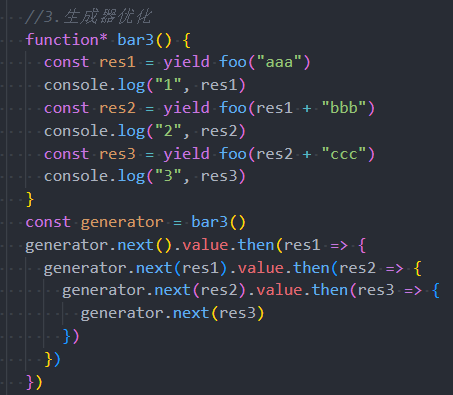 //3.生成器优化
function* bar3() {
  const res1 = yield foo("aaa")
  console.log("1", res1)
  const res2 = yield foo(res1 + "bbb")
  console.log("2", res2)
  const res3 = yield foo(res2 + "ccc")
  console.log("3", res3)
}
const generator = bar3()
generator.next().value.then(res1 => {
  generator.next(res1).value.then(res2 => {
    generator.next(res2).value.then(res3 => {
      generator.next(res3)
    })
  })
})